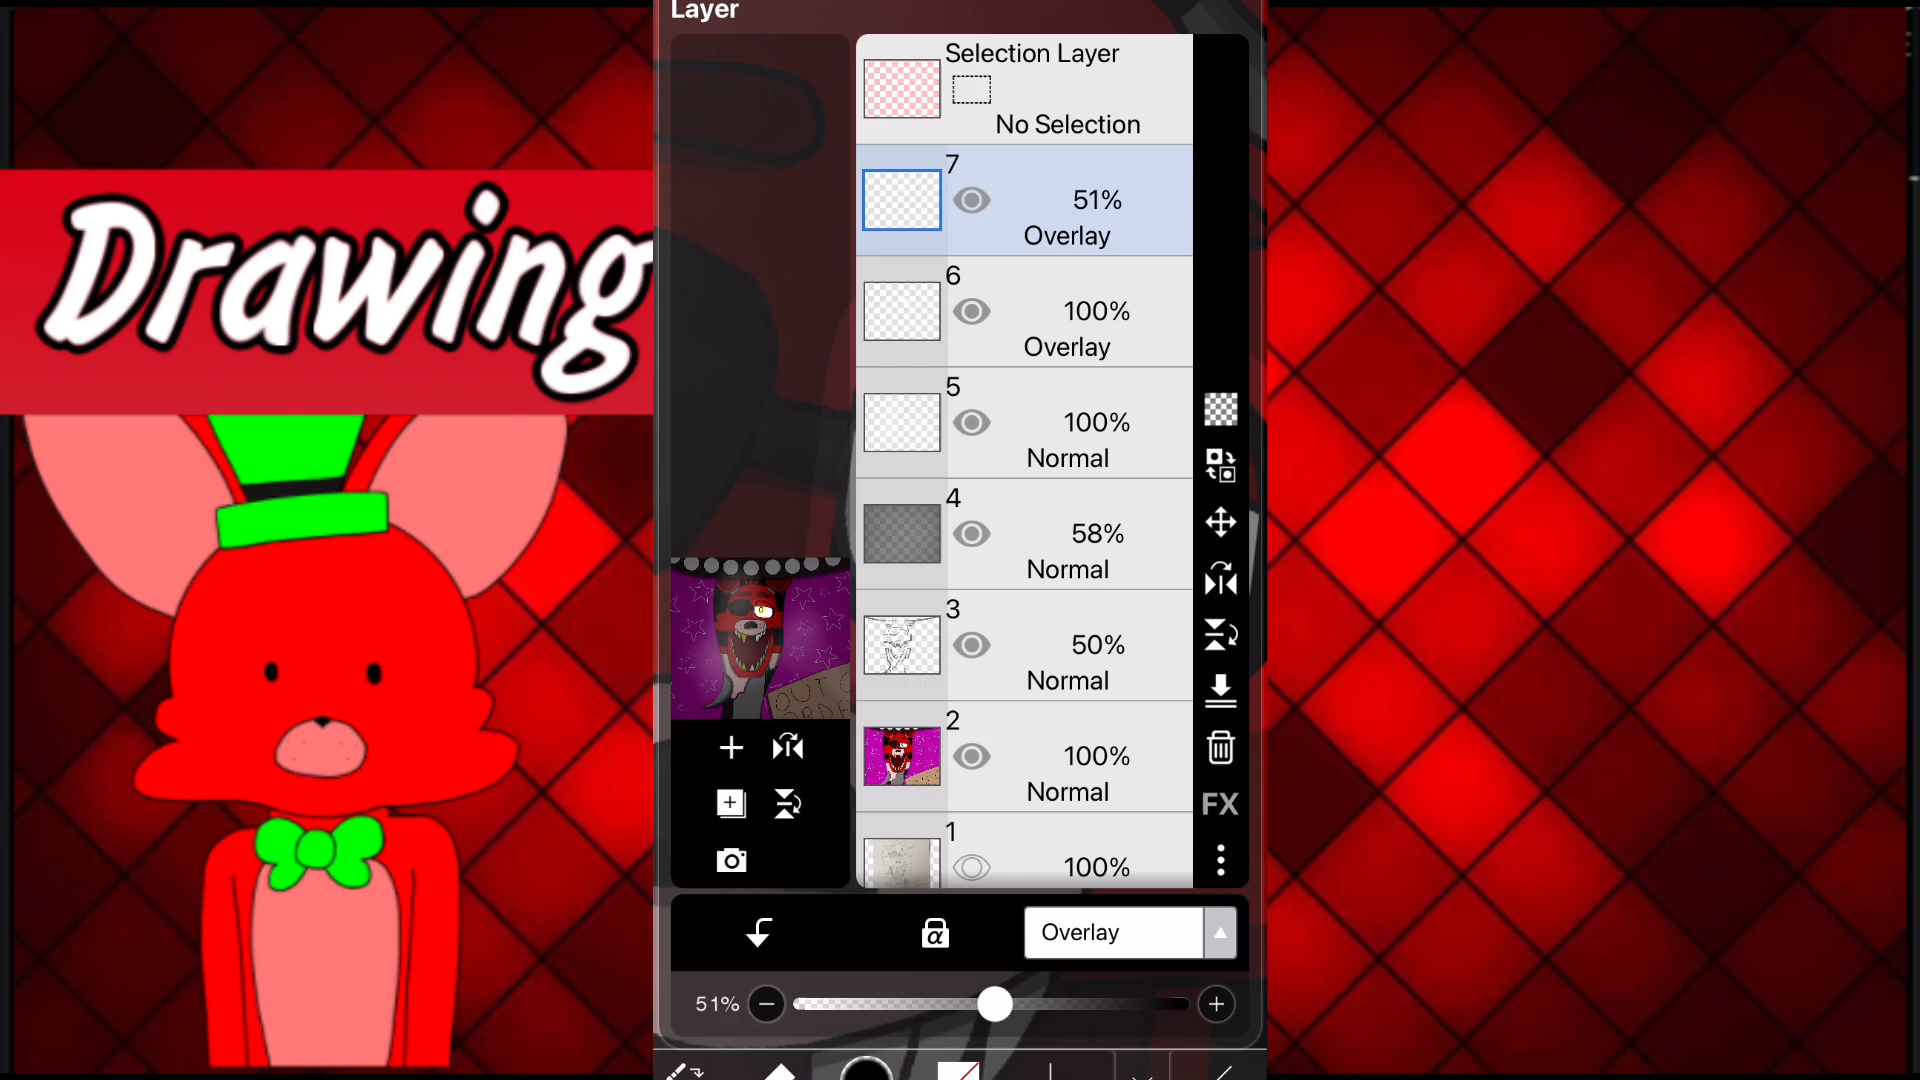 Layer
Drawing
Selection Layer
No Selection
7
51%
Overlay
6
100%
Overlay
5
100%
Normal
4
58%
Normal
3
50%
Normal
2
100%
Normal
1
100%
FX
α
Overlay
51%
OUT O